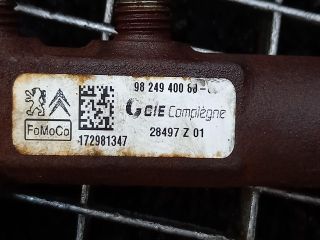 98 249 400 80
CIE Compiègne
FoMoCo
28497 Z 01
172981347